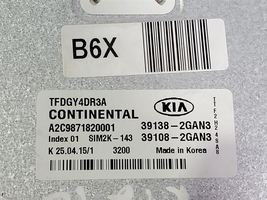 B6X
TFDGY4DR3A
CONTINENTAL
KIA
A2C9871820001 39138-2GAN3
Index 01 SIM2K-143 39108-2GAN3
K 25.04.15/1 3200 Made in Korea